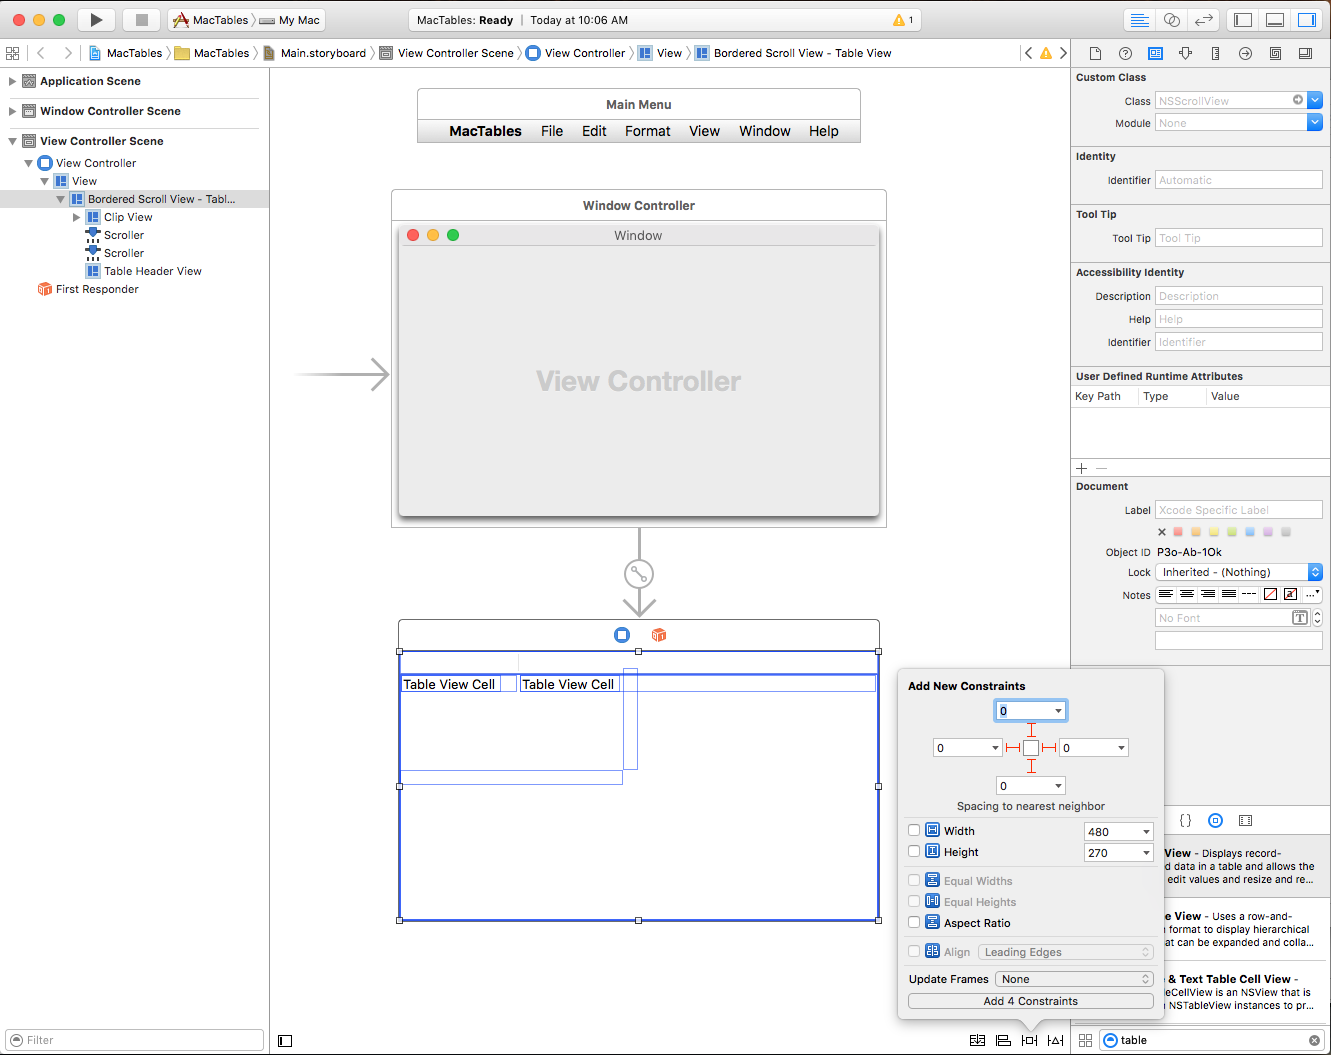 MacTables
My Mac
MacTables: Ready | Today at 10:06 AM
1
MacTables
MacTables
Main.storyboard
View Controller Scene
View Controller
View
Bordered Scroll View - Table View
Application Scene
Window Controller Scene
View Controller Scene
View Controller
View
Bordered Scroll View - Tabl...
Clip View
Scroller
Scroller
Table Header View
First Responder
Filter
Main Menu
MacTables File Edit Format View Window Help
Window Controller
Window
View Controller
Table View Cell
Table View Cell
Add New Constraints
0
0
0
0
Spacing to nearest neighbor
Width 480
Height 270
Equal Widths
Equal Heights
Aspect Ratio
Align Leading Edges
Update Frames None
Add 4 Constraints
Custom Class
Class NSScrollView
Module None
Identity
Identifier Automatic
Tool Tip
Tool Tip Tool Tip
Accessibility Identity
Description Description
Help Help
Identifier Identifier
User Defined Runtime Attributes
Key Path Type Value
Document
Label Xcode Specific Label
Object ID P3o-Ab-1Ok
Lock Inherited - (Nothing)
Notes
No Font
View - Displays record-
d data in a table and allows the
edit values and resize and re...
e View - Uses a row-and-
format to display hierarchical
at can be expanded and colla...
& Text Table Cell View -
eCellView is an NSView that is
NSTableView instances to pr...
table